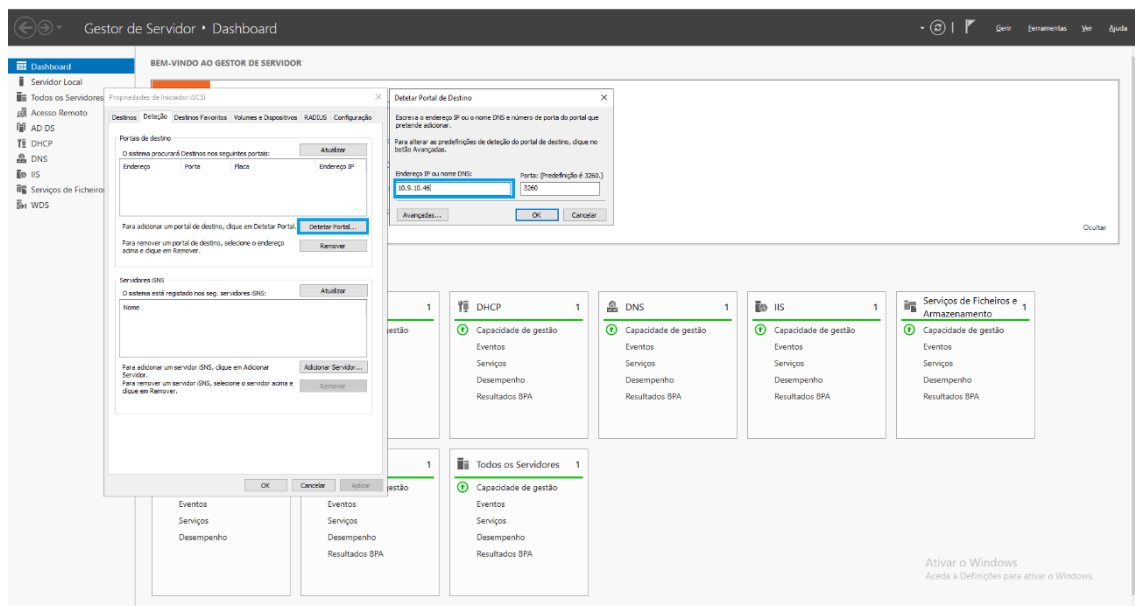 Gestor de Servidor • Dashboard
Gerir Ferramentas Ver Ajuda
Dashboard
Servidor Local
Todos os Servidores
Acesso Remoto
AD DS
DHCP
DNS
IIS
Serviços de Ficheiro
WDS
BEM-VINDO AO GESTOR DE SERVIDOR
Propriedades de Iniciador iSCSI
Destinos Deteção Destinos Favoritos Volumes e Dispositivos RADIUS Configuração
Portais de destino
O sistema procurará Destinos nos seguintes portais:
Atualizar
Endereço Porta Placa Endereço IP
Para adicionar um portal de destino, clique em Detetar Portal.
Detetar Portal...
Para remover um portal de destino, selecione o endereço
acima e clique em Remover.
Remover
Servidores iSNS
O sistema está registado nos seg. servidores iSNS:
Atualizar
Nome
Para adicionar um servidor iSNS, clique em Adicionar
Servidor.
Adicionar Servidor...
Para remover um servidor iSNS, selecione o servidor acima e
clique em Remover.
Remover
OK Cancelar Aplicar
Detetar Portal de Destino
Escreva o endereço IP ou o nome DNS e número de porta do portal que
pretende adicionar.
Para alterar as predefinições de deteção do portal de destino, clique no
botão Avançadas.
Endereço IP ou nome DNS:
Porta: (Predefinição é 3260.)
10.9.10.46
3260
Avançadas... OK Cancelar
Ocultar
1
estão
DHCP 1
Capacidade de gestão
Eventos
Serviços
Desempenho
Resultados BPA
DNS 1
Capacidade de gestão
Eventos
Serviços
Desempenho
Resultados BPA
IIS 1
Capacidade de gestão
Eventos
Serviços
Desempenho
Resultados BPA
Serviços de Ficheiros e
Armazenamento 1
Capacidade de gestão
Eventos
Serviços
Desempenho
Resultados BPA
Eventos
Serviços
Desempenho
1
estão
Eventos
Serviços
Desempenho
Resultados BPA
Todos os Servidores 1
Capacidade de gestão
Eventos
Serviços
Desempenho
Resultados BPA
Ativar o Windows
Aceda a Definições para ativar o Windows.